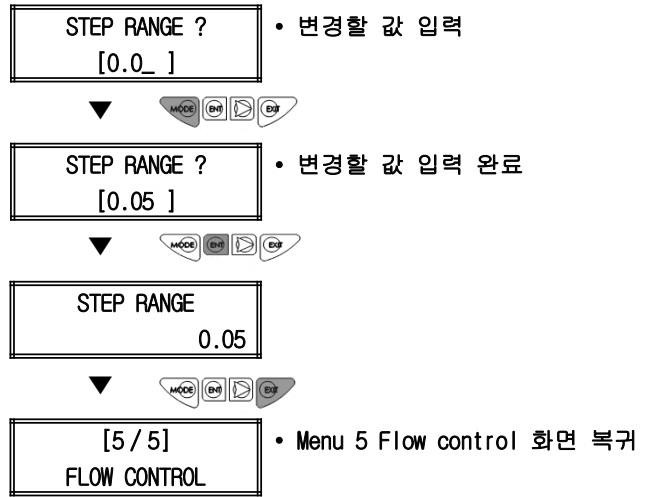 STEP RANGE ?
[0.0_ ]
• 변경할 값 입력
MODE ENT EXIT
STEP RANGE ?
[0.05 ]
• 변경할 값 입력 완료
MODE ENT EXIT
STEP RANGE
0.05
MODE ENT EXIT
[5/5]
FLOW CONTROL
• Menu 5 Flow control 화면 복귀